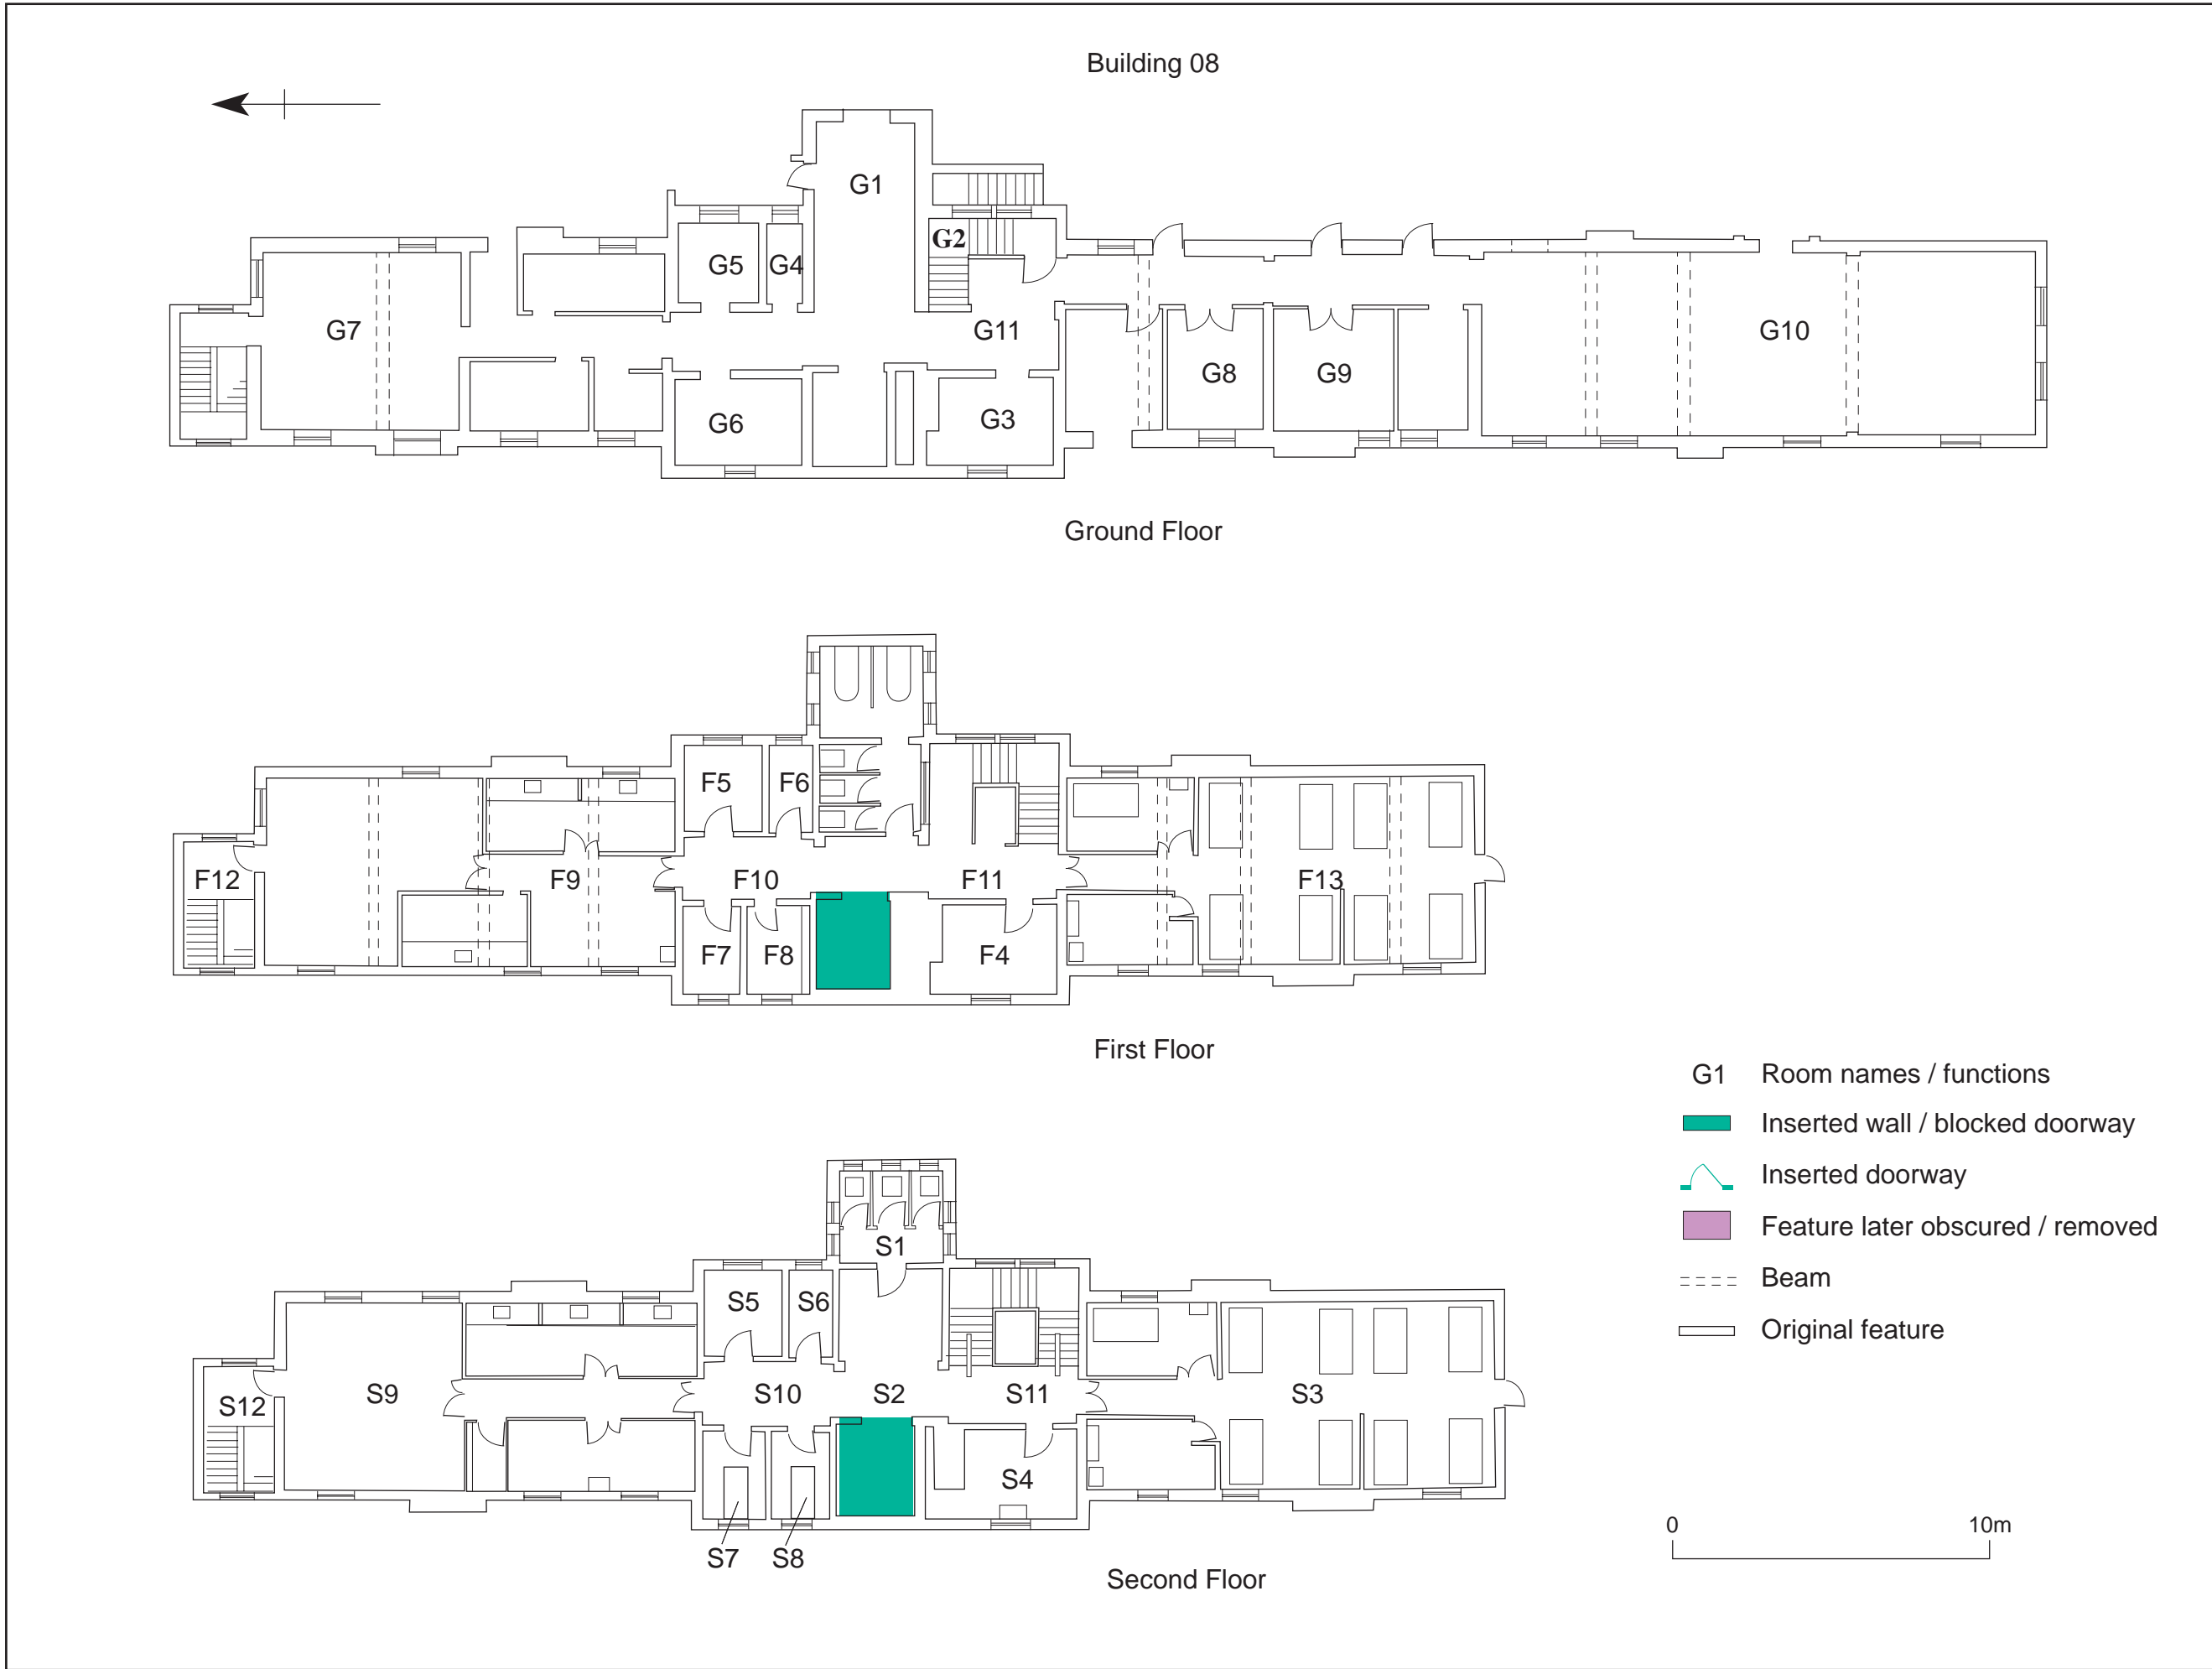 Building 08
G1
G2
G5
G4
G7
G11
G10
G8
G9
G6
G3
Ground Floor
F5
F6
F12
F9
F10
F11
F13
F7
F8
F4
First Floor
G1 Room names / functions
Inserted wall / blocked doorway
Inserted doorway
Feature later obscured / removed
Beam
Original feature
S1
S5
S6
S12
S9
S10
S2
S11
S3
S4
S7
S8
Second Floor
0 10m